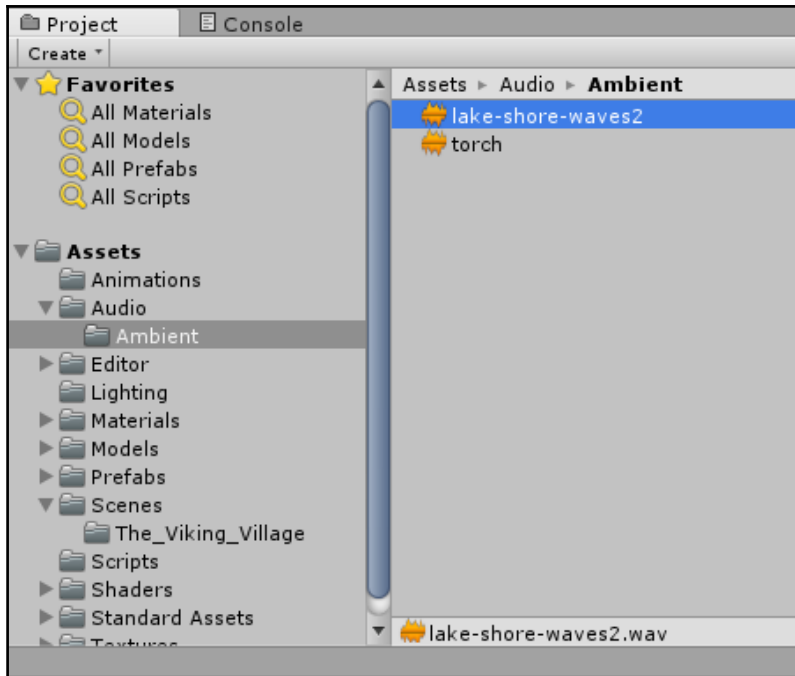 Project
Console
Create
Favorites
All Materials
All Models
All Prefabs
All Scripts
Assets
Animations
Audio
Ambient
Editor
Lighting
Materials
Models
Prefabs
Scenes
The_Viking_Village
Scripts
Shaders
Standard Assets
Textures
Assets Audio Ambient
lake-shore-waves2
torch
lake-shore-waves2.wav